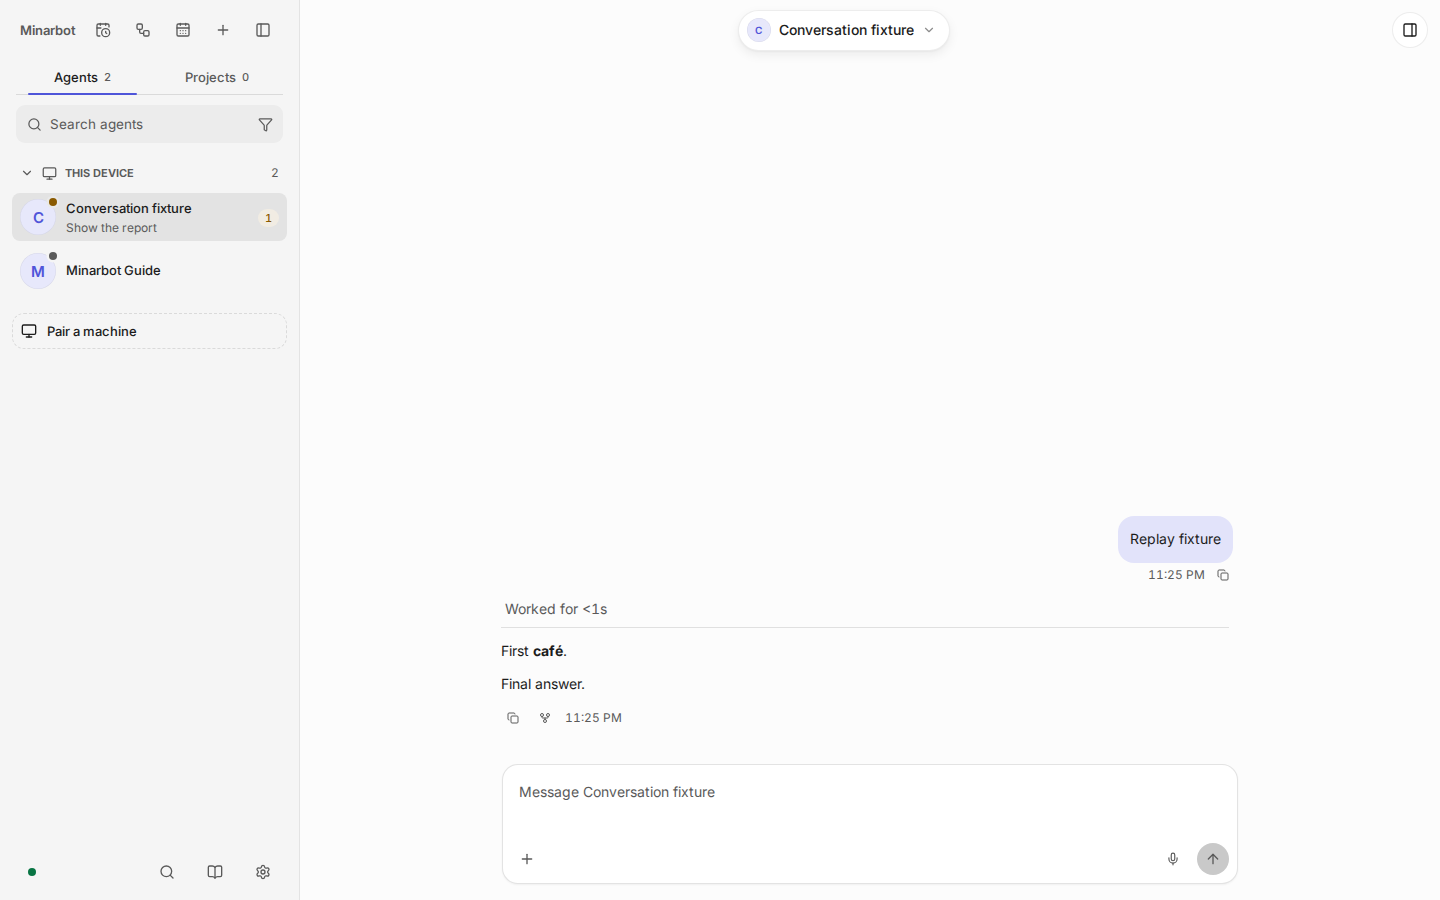 Minarbot
Agents 2
Projects 0
Search agents
THIS DEVICE 2
C
Conversation fixture
Show the report
1
M
Minarbot Guide
Pair a machine
C Conversation fixture
Replay fixture
11:25 PM
Worked for <1s
First café.
Final answer.
11:25 PM
Message Conversation fixture